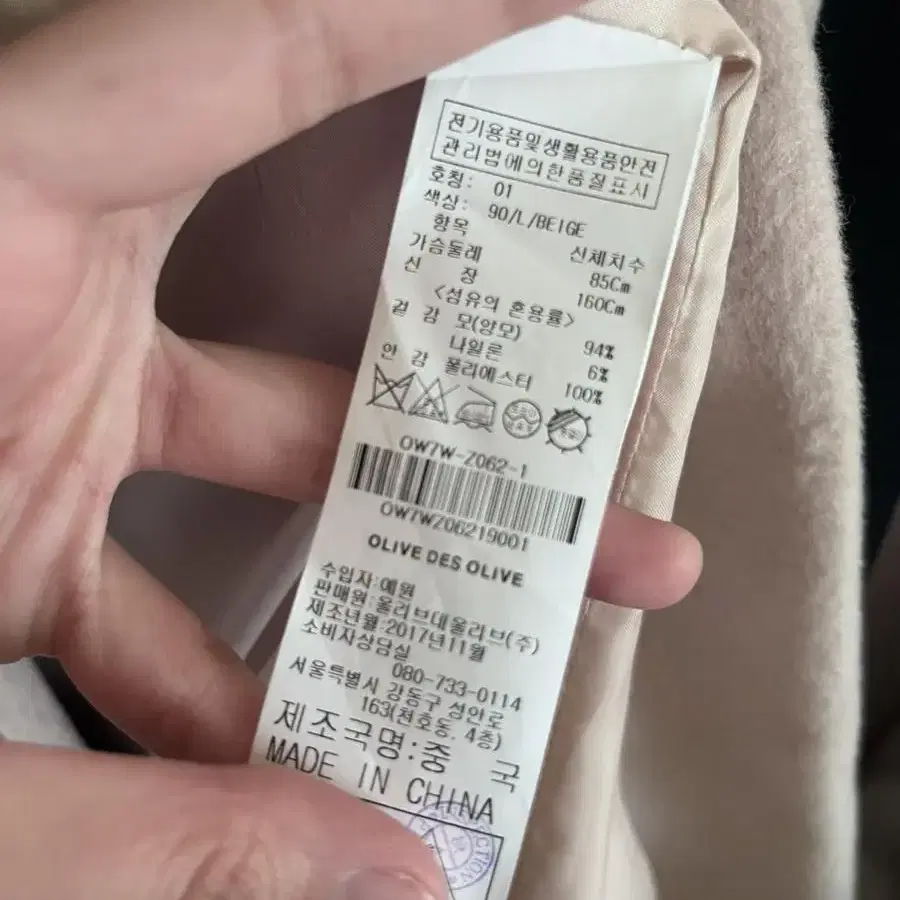 전기용품및생활용품안전
관리법에의한품질표시
호칭: 01
색상: 90/L/BEIGE
항목 신체치수
가슴둘레 85Cm
신 장 160Cm
<섬유의 혼용률>
겉 감 모(양모) 94%
나일론 6%
안 감 폴리에스터 100%
OW7W-Z062-1
OW7WZ06219001
OLIVE DES OLIVE
수입자:예원
판매원:올리브데올리브(주)
제조년월:2017년11월
소비자상담실
080-733-0114
서울특별시 강동구 성안로
163(천호동, 4층)
제조국명:중 국
MADE IN CHINA